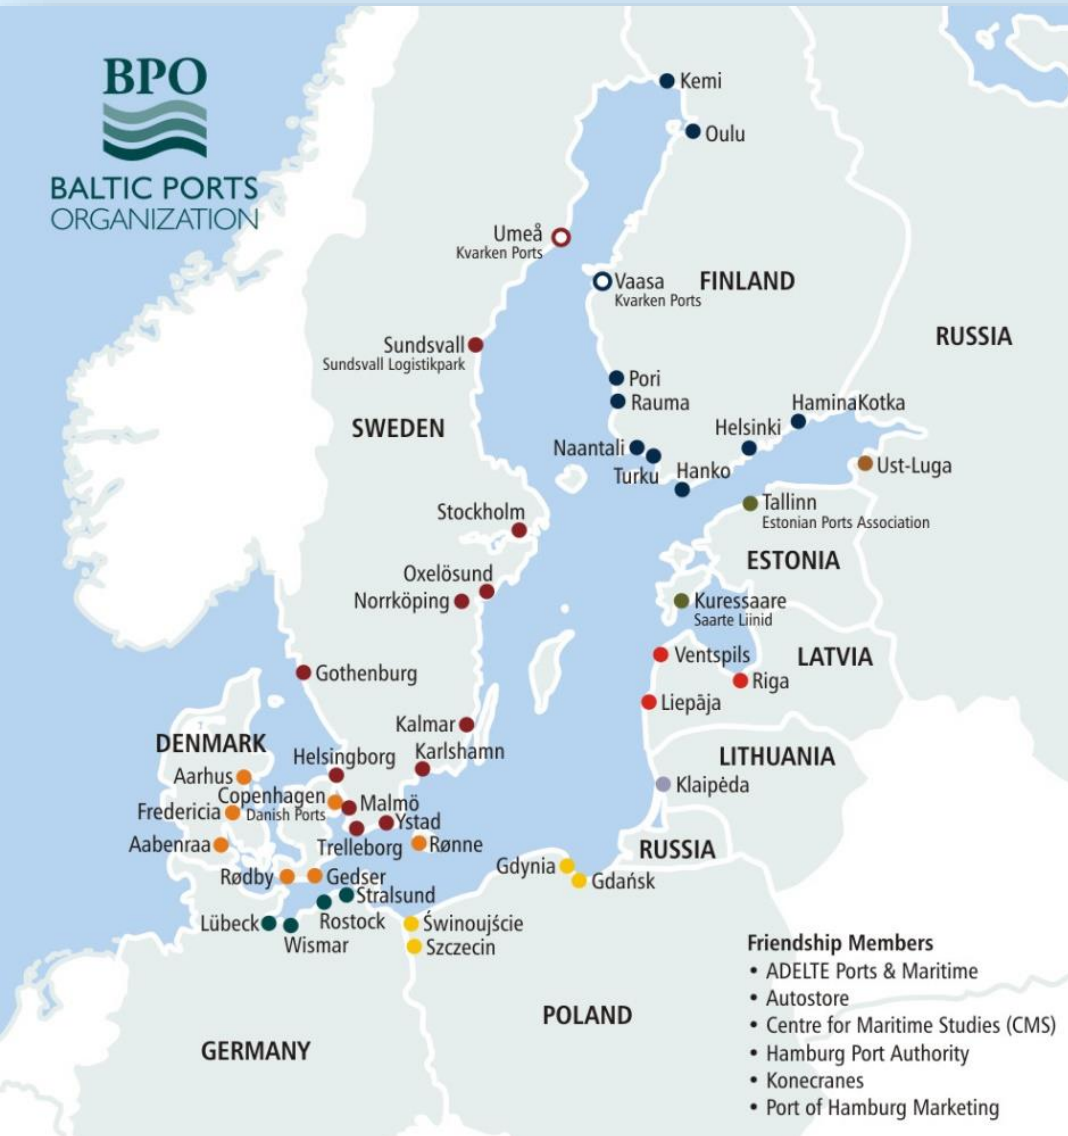 BPO
BALTIC PORTS
ORGANIZATION
Kemi
Oulu
Umeå
Kvarken Ports
Vaasa
Kvarken Ports
FINLAND
RUSSIA
Sundsvall
Sundsvall Logistikpark
SWEDEN
Pori
Rauma
HaminaKotka
Helsinki
Naantali
Turku
Hanko
Ust-Luga
Tallinn
Estonian Ports Association
Stockholm
ESTONIA
Oxelösund
Norrköping
Kuressaare
Saarte Liinid
Ventspils
LATVIA
Riga
Gothenburg
Liepāja
Kalmar
DENMARK
Helsingborg
Karlshamn
LITHUANIA
Aarhus
Klaipėda
Copenhagen
Danish Ports
Malmö
Fredericia
Ystad
Aabenraa
Trelleborg
Rønne
RUSSIA
Gdynia
Gdańsk
Rødby
Gedser
Stralsund
Lübeck
Rostock
Wismar
Świnoujście
Szczecin
POLAND
GERMANY
Friendship Members
• ADELTE Ports & Maritime
• Autostore
• Centre for Maritime Studies (CMS)
• Hamburg Port Authority
• Konecranes
• Port of Hamburg Marketing